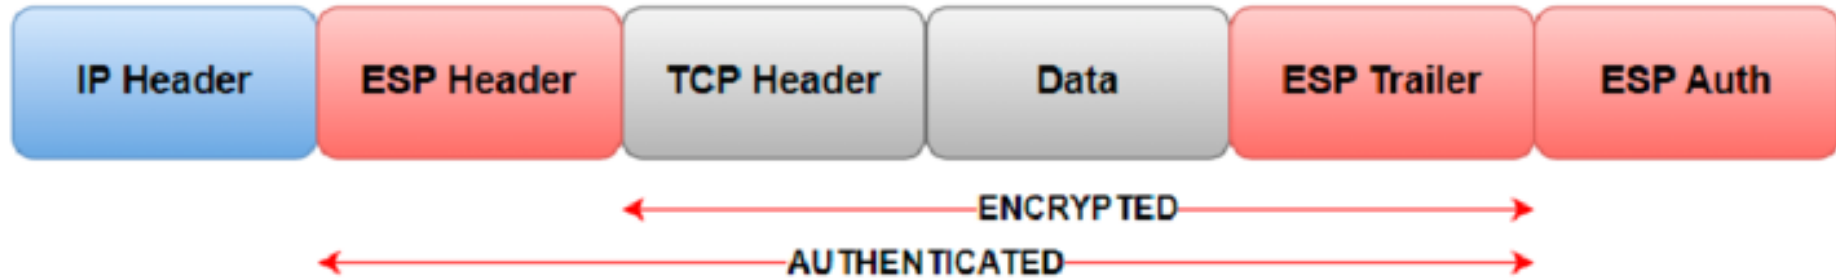 IP Header ESP Header TCP Header Data ESP Trailer ESP Auth
ENCRYPTED
AUTHENTICATED